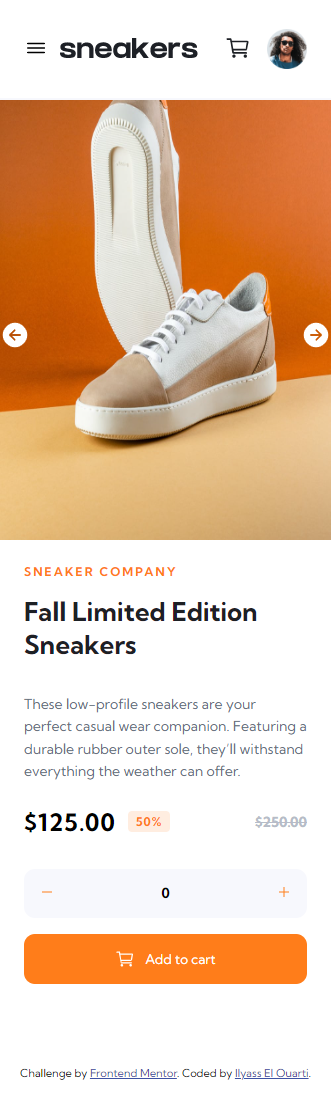 sneakers
SNEAKER COMPANY
Fall Limited Edition
Sneakers
These low-profile sneakers are your
perfect casual wear companion. Featuring a
durable rubber outer sole, they’ll withstand
everything the weather can offer.
$125.00 50% $250.00
0
Add to cart
Challenge by Frontend Mentor. Coded by Ilyass El Ouarti.